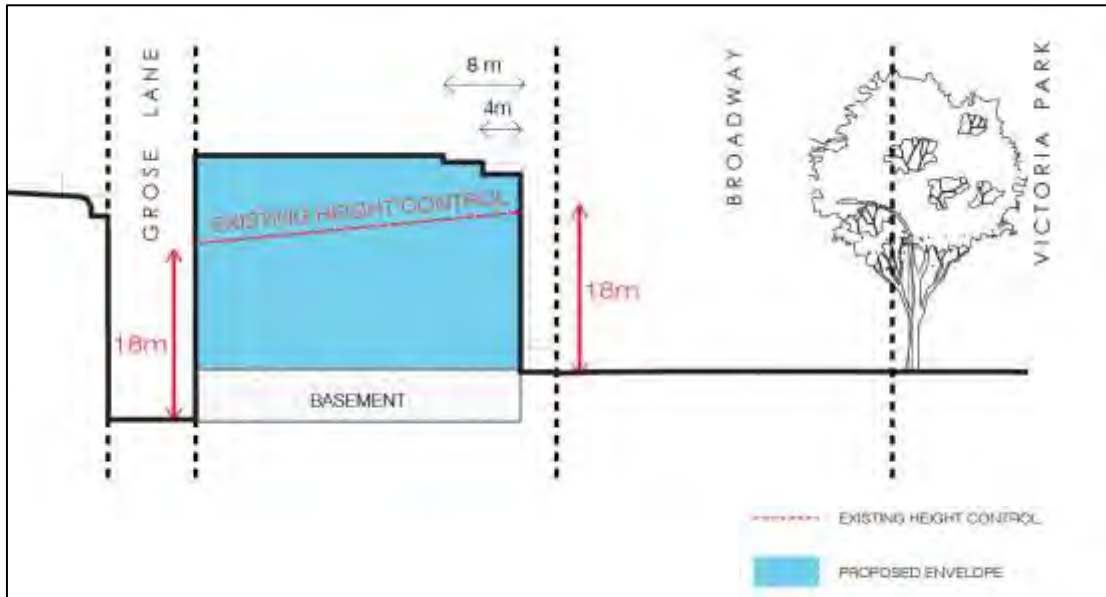 GROSE LANE
8 m
4m
BROADWAY
VICTORIA PARK
EXISTING HEIGHT CONTROL
18m
18m
BASEMENT
EXISTING HEIGHT CONTROL
PROPOSED ENVELOPE